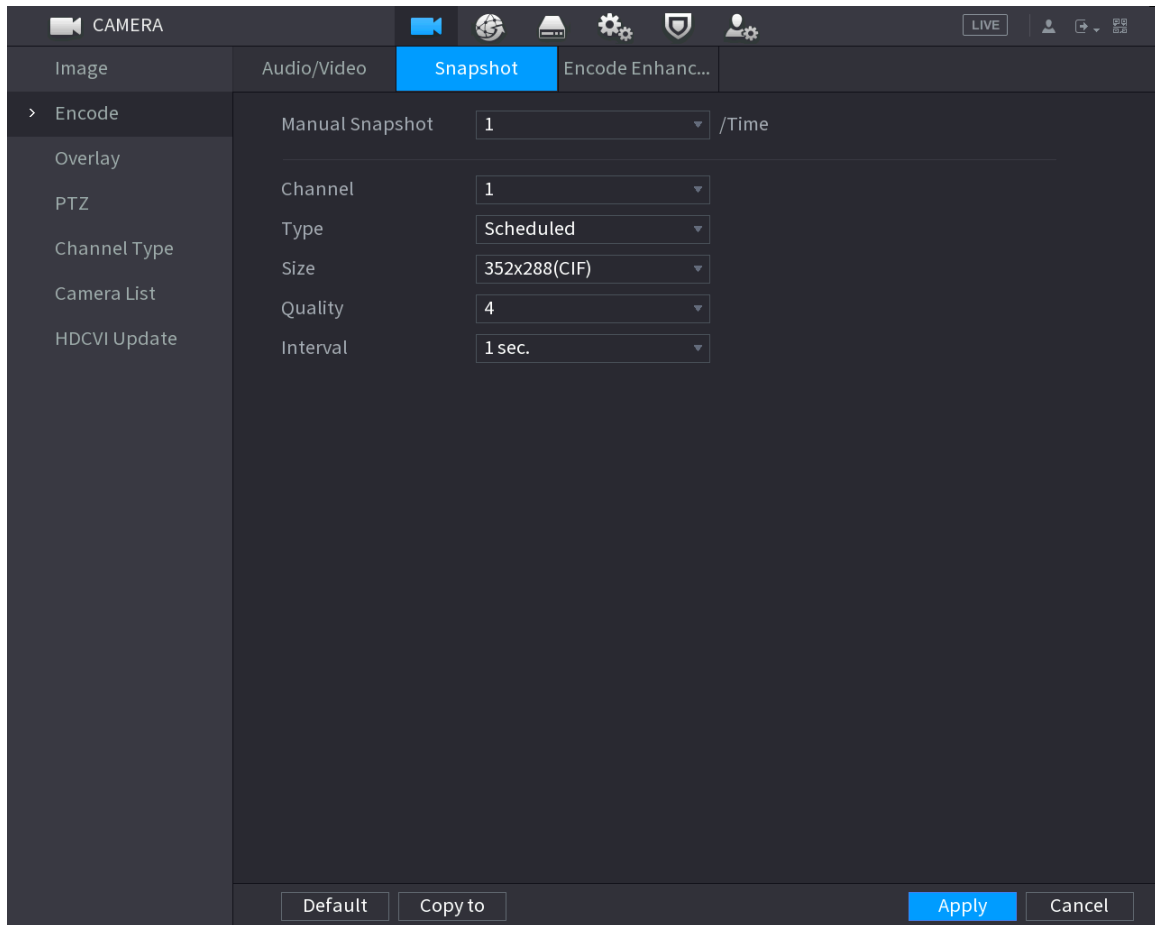 CAMERA
LIVE
Image
Encode
Overlay
PTZ
Channel Type
Camera List
HDCVI Update
Audio/Video
Snapshot
Encode Enhanc...
Manual Snapshot 1 /Time
Channel 1
Type Scheduled
Size 352x288(CIF)
Quality 4
Interval 1 sec.
Default Copy to Apply Cancel